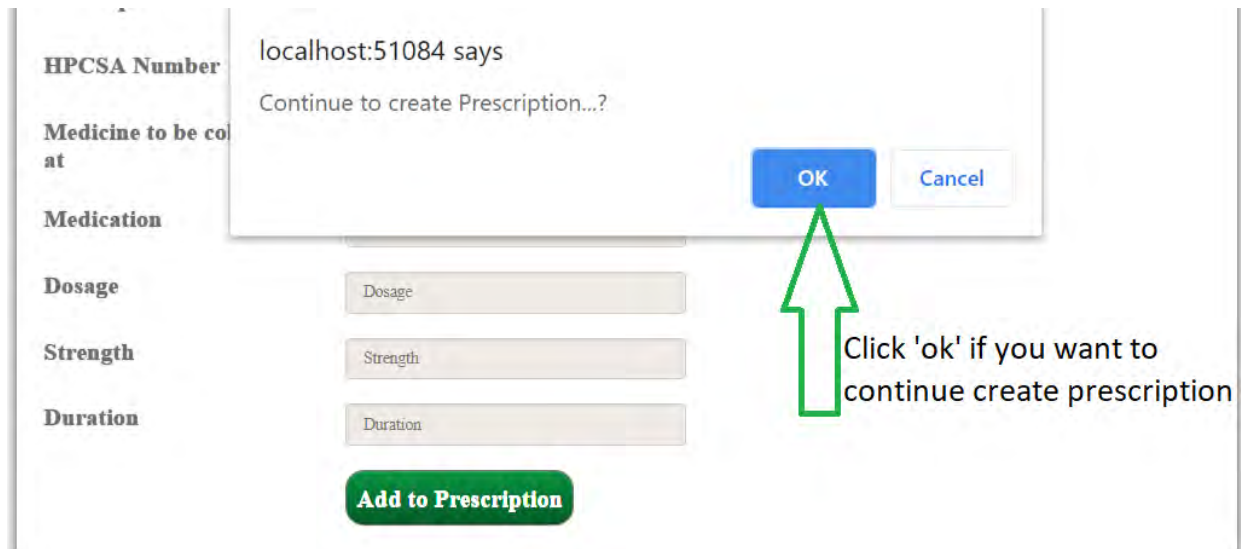 localhost:51084 says
HPCSA Number
Continue to create Prescription...?
Medicine to be col
at
OK
Cancel
Medication
Dosage
Dosage
Strength
Strength
Click 'ok' if you want to
continue create prescription
Duration
Duration
Add to Prescription